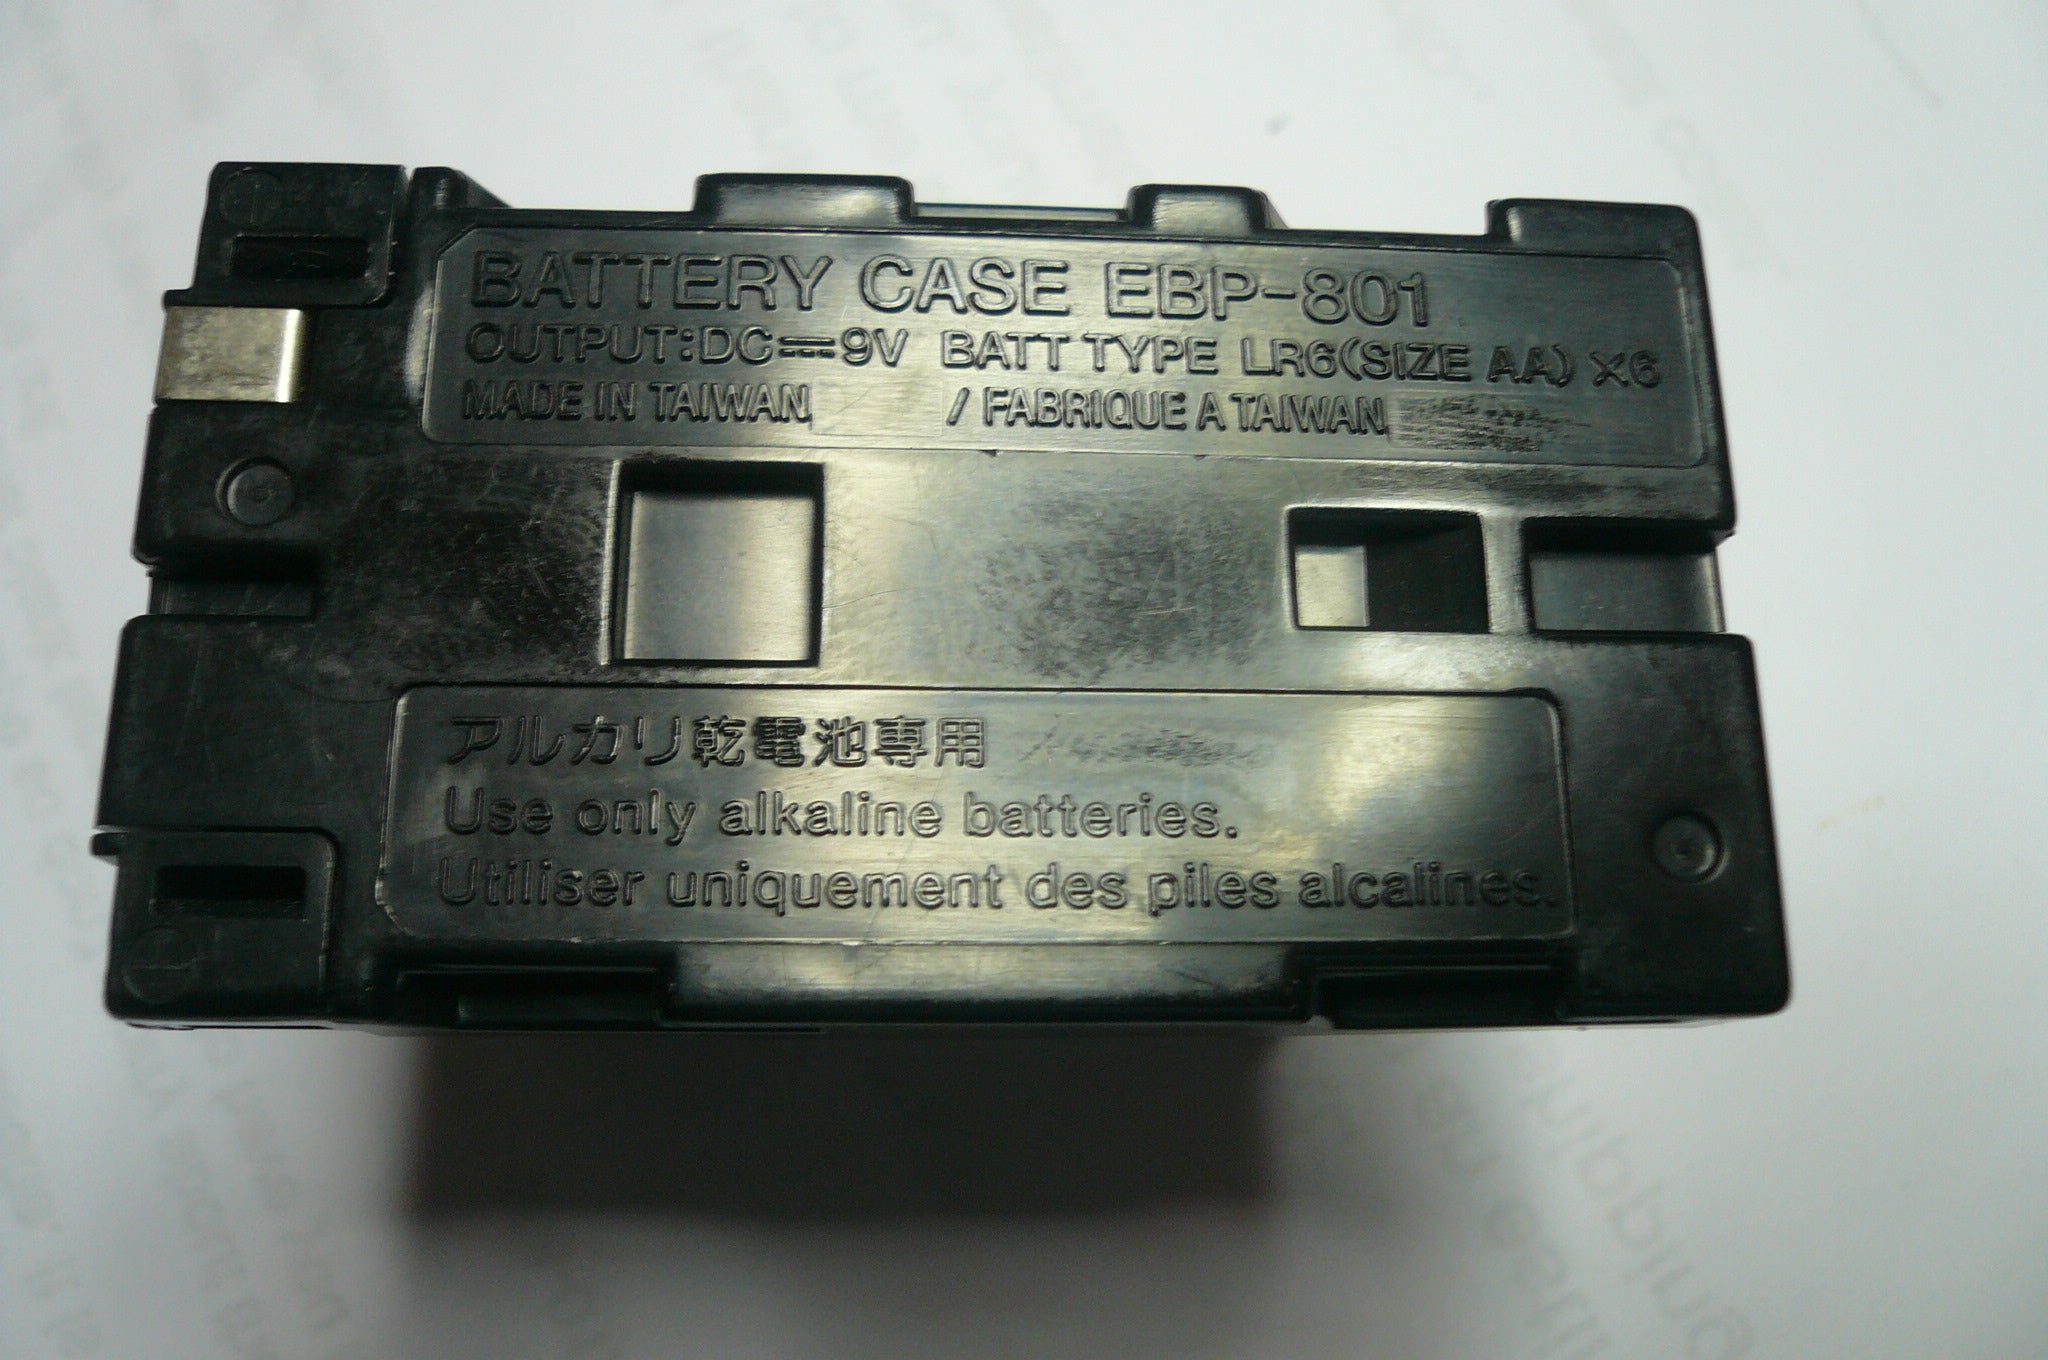 BATTERY CASE EBP-801
OUTPUT:DC⎓9V BATT TYPE LR6(SIZE AA) ×6
MADE IN TAIWAN / FABRIQUE A TAIWAN
アルカリ乾電池専用
Use only alkaline batteries.
Utiliser uniquement des piles alcalines.